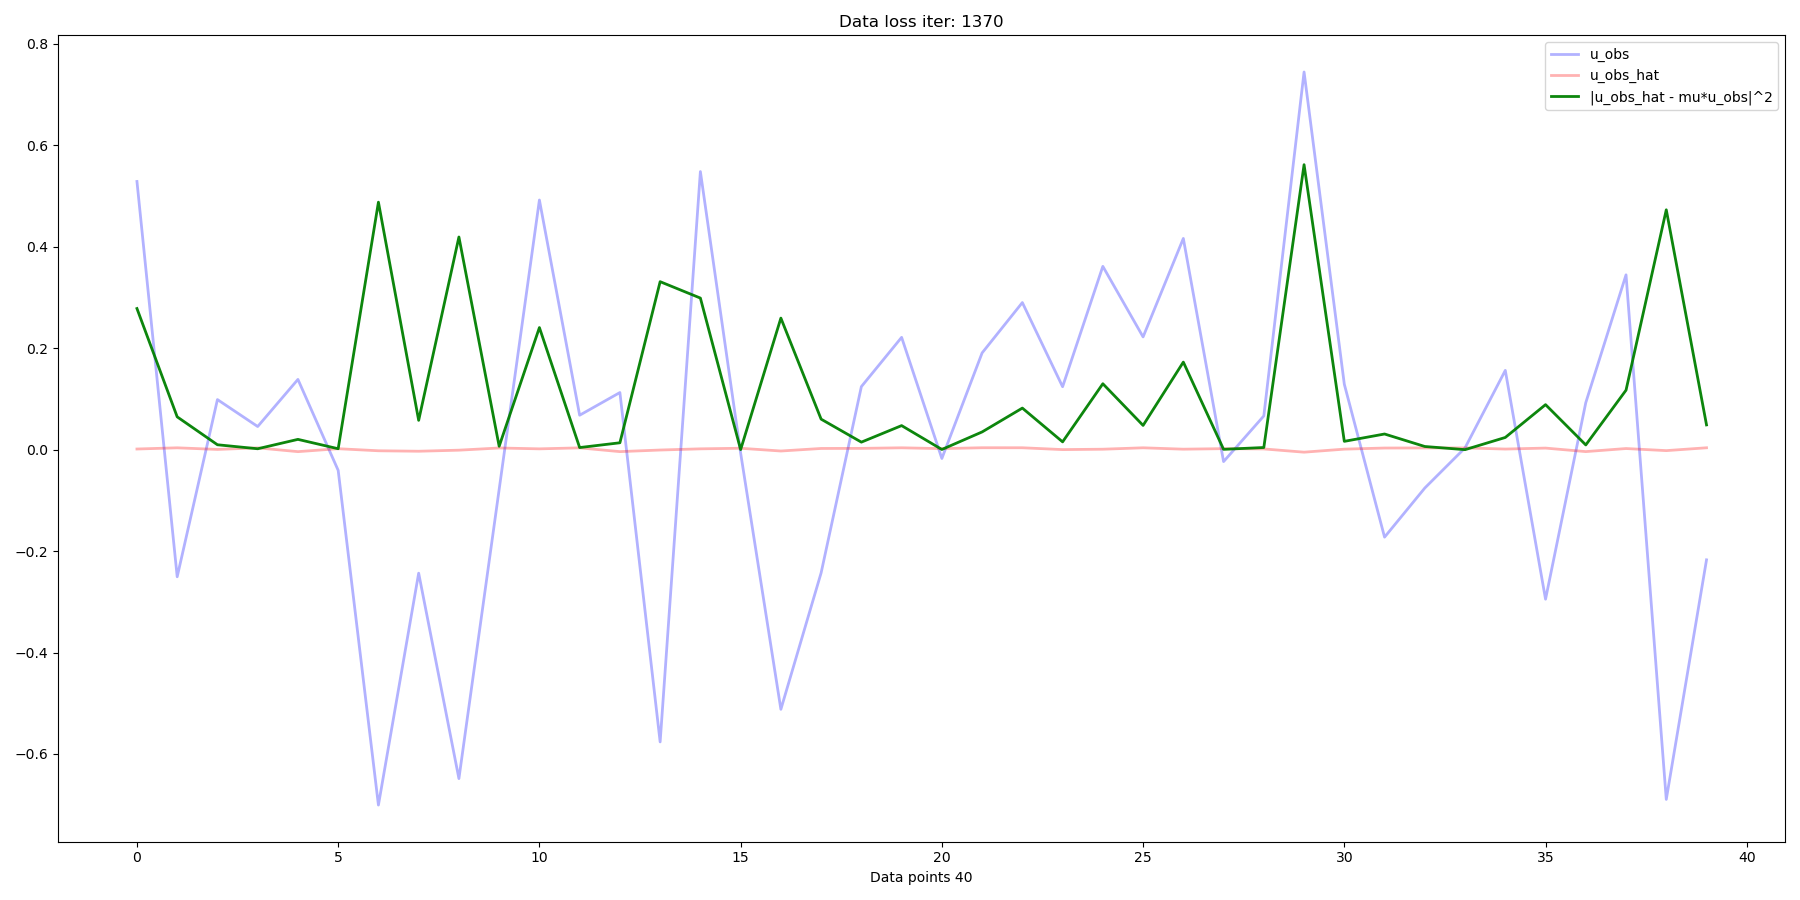 Data loss iter: 1370
u_obs
u_obs_hat
|u_obs_hat - mu*u_obs|^2
0.8
0.6
0.4
0.2
0.0
−0.2
−0.4
−0.6
0 5 10 15 20 25 30 35 40
Data points 40